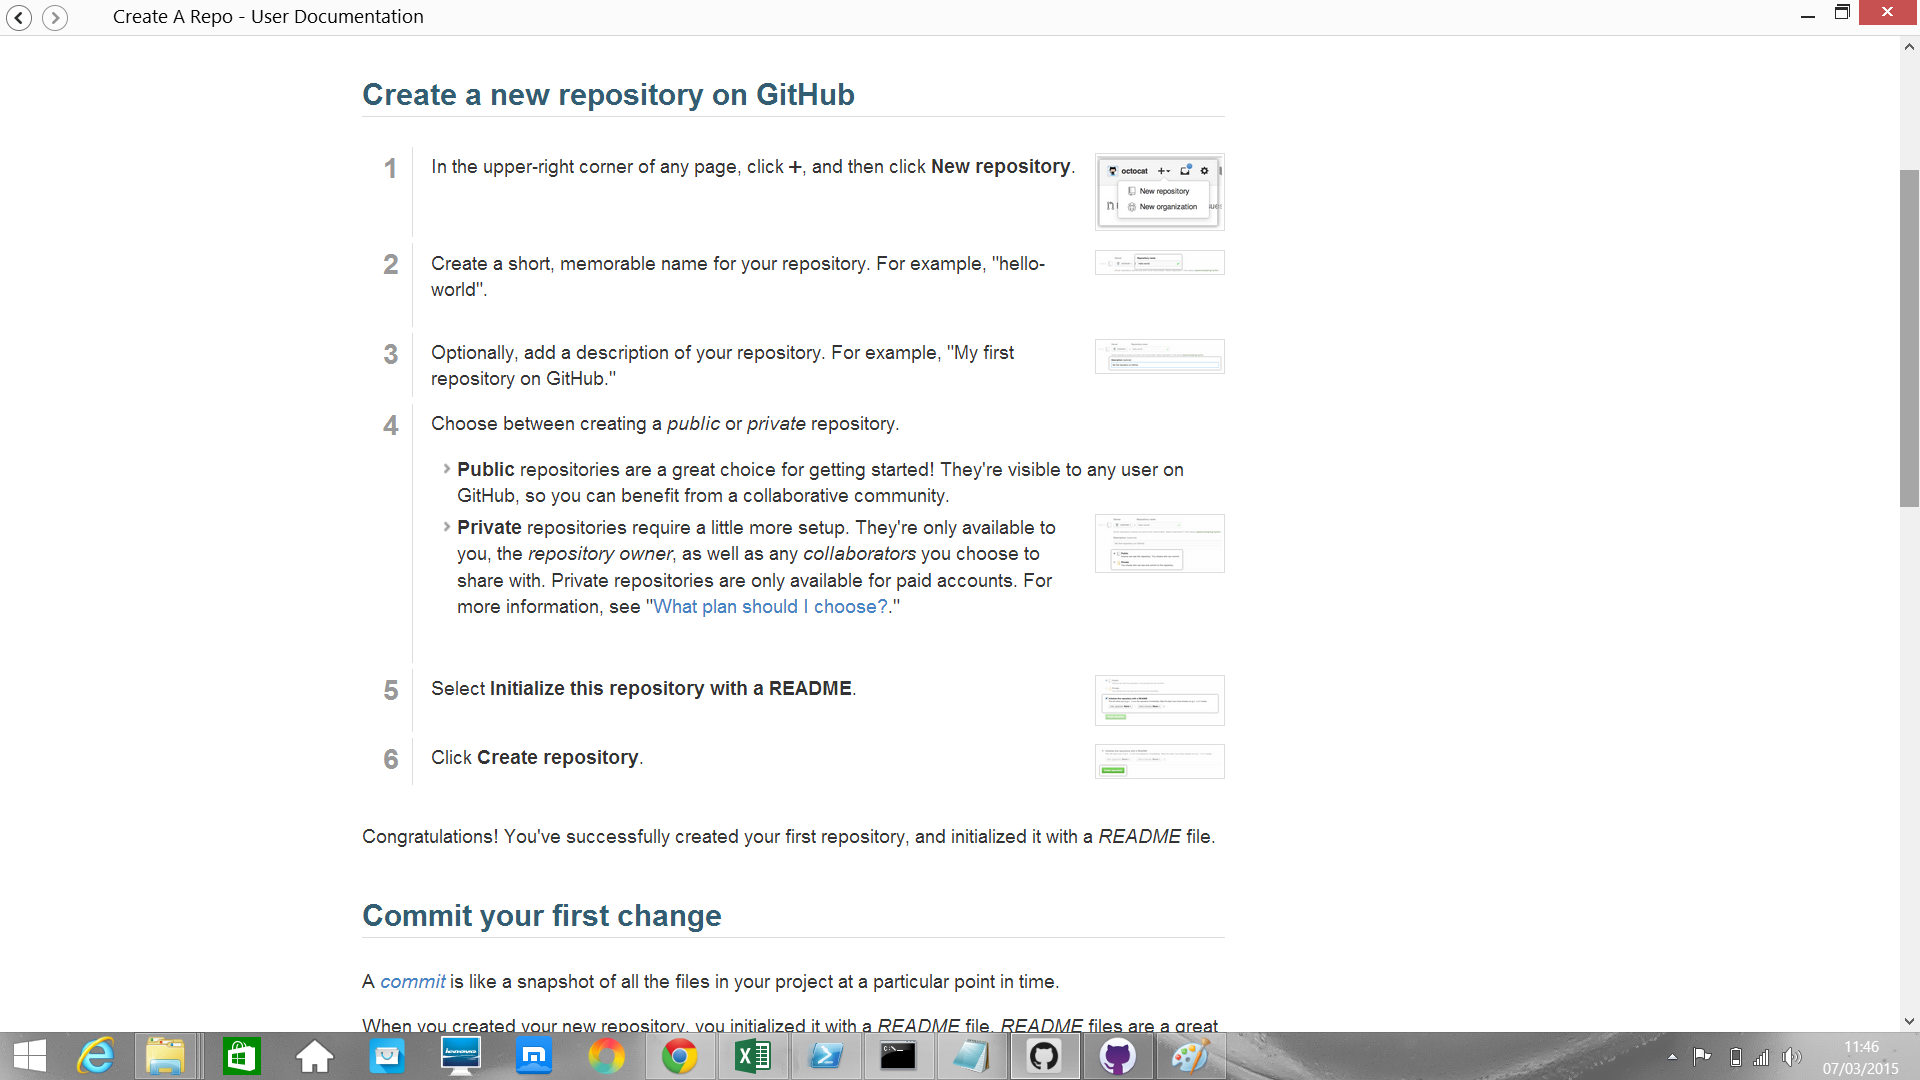 Create A Repo - User Documentation
Create a new repository on GitHub
1
In the upper-right corner of any page, click +, and then click New repository.
octocat
New repository
New organization
2
Create a short, memorable name for your repository. For example, "hello-
world".
3
Optionally, add a description of your repository. For example, "My first
repository on GitHub."
4
Choose between creating a public or private repository.
Public repositories are a great choice for getting started! They're visible to any user on
GitHub, so you can benefit from a collaborative community.
Private repositories require a little more setup. They're only available to
you, the repository owner, as well as any collaborators you choose to
share with. Private repositories are only available for paid accounts. For
more information, see "What plan should I choose?."
5
Select Initialize this repository with a README.
6
Click Create repository.
Congratulations! You've successfully created your first repository, and initialized it with a README file.
Commit your first change
A commit is like a snapshot of all the files in your project at a particular point in time.
When you created your new repository, you initialized it with a README file. README files are a great
lenovo
11:46
07/03/2015